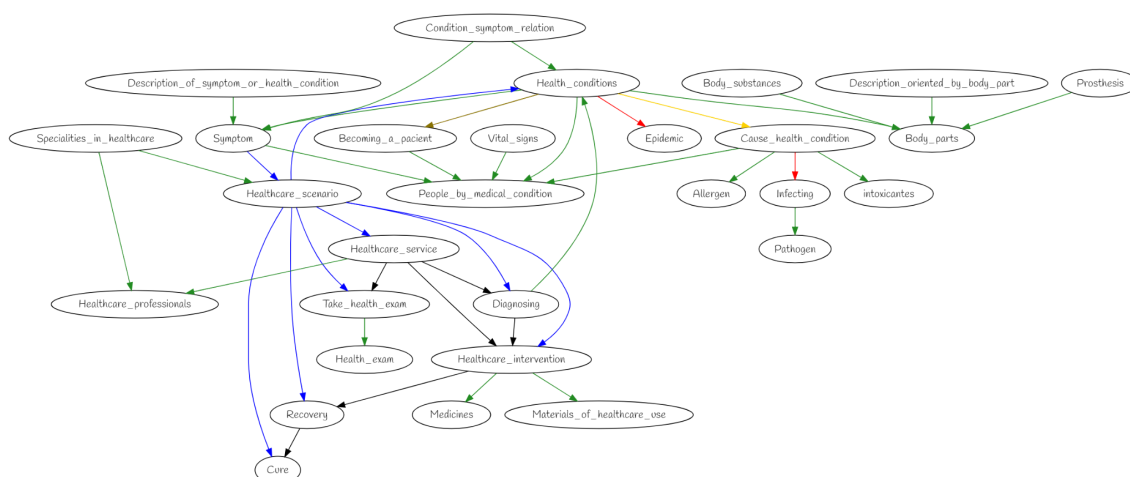 Condition_symptom_relation
Description_of_symptom_or_health_condition
Health_conditions
Body_substances
Description_oriented_by_body_part
Prosthesis
Specialities_in_healthcare
Symptom
Becoming_a_pacient
Vital_signs
Epidemic
Cause_health_condition
Body_parts
Healthcare_scenario
People_by_medical_condition
Allergen
Infecting
intoxicantes
Healthcare_service
Pathogen
Healthcare_professionals
Take_health_exam
Diagnosing
Health_exam
Healthcare_intervention
Recovery
Medicines
Materials_of_healthcare_use
Cure